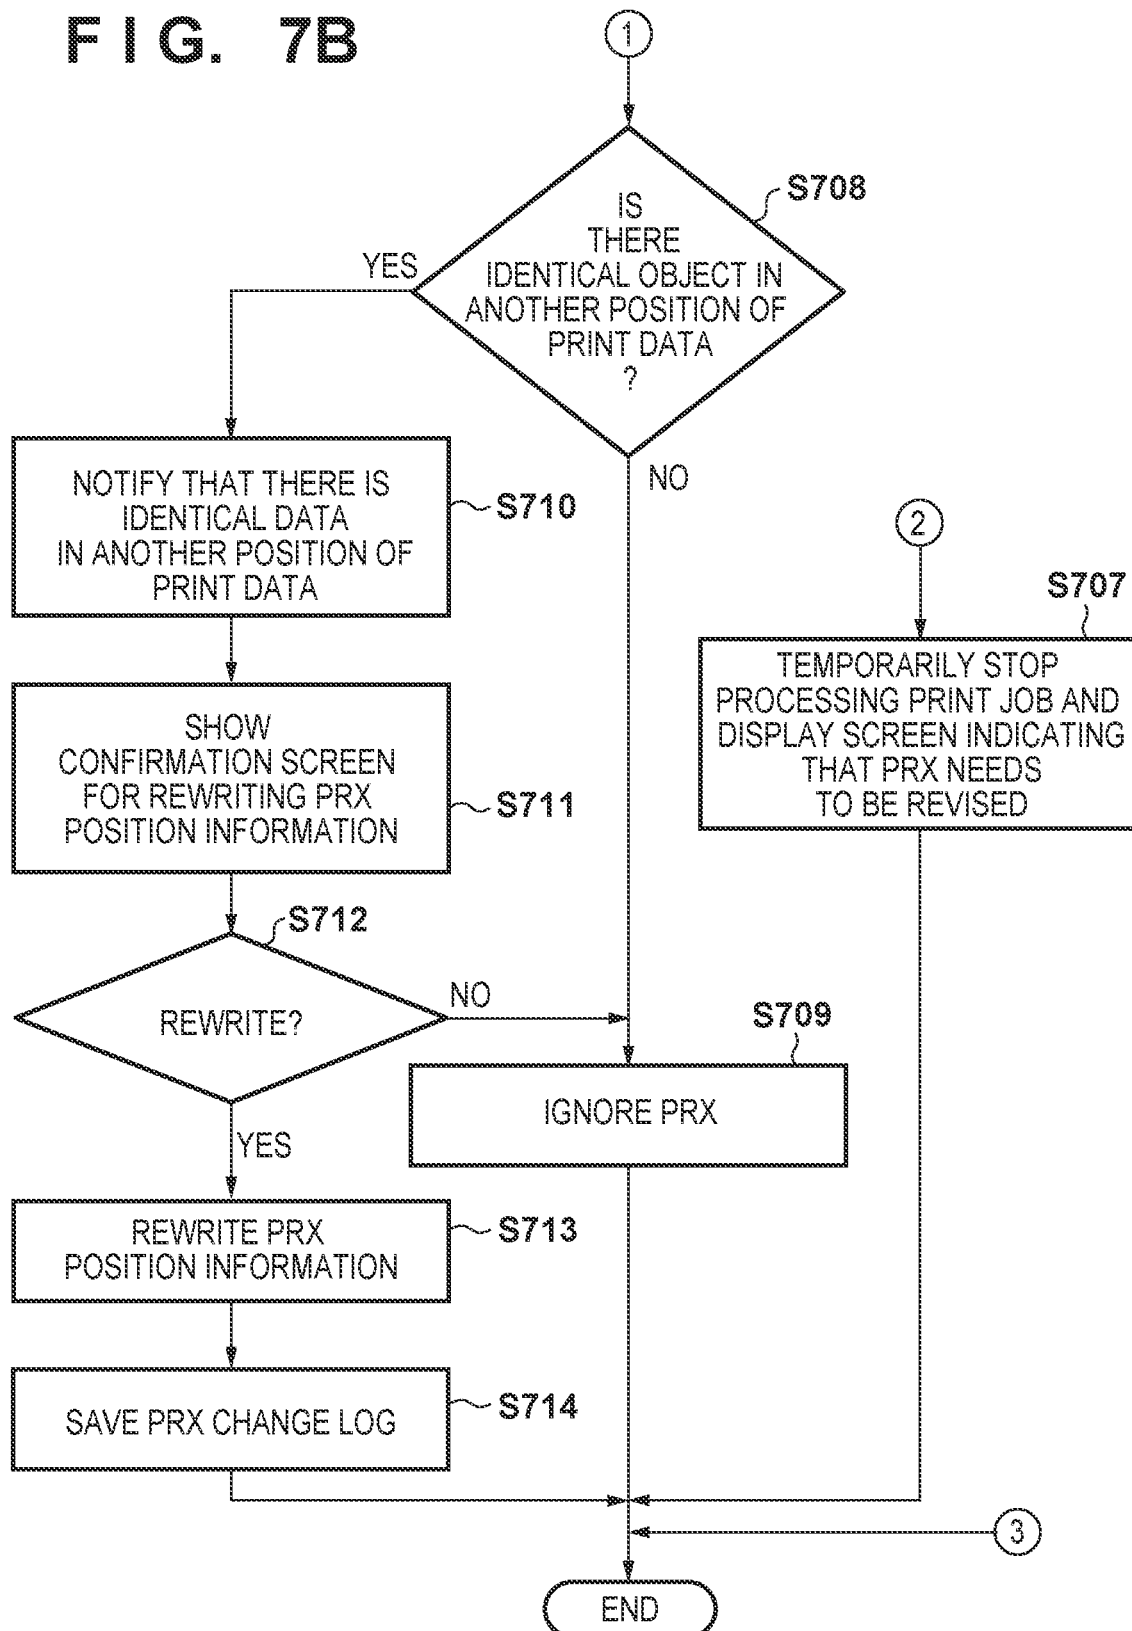 FIG. 7B
1
S708
IS
THERE
IDENTICAL OBJECT IN
ANOTHER POSITION OF
PRINT DATA
?
YES
NO
NOTIFY THAT THERE IS
IDENTICAL DATA
IN ANOTHER POSITION OF
PRINT DATA
S710
2
S707
TEMPORARILY STOP
PROCESSING PRINT JOB AND
DISPLAY SCREEN INDICATING
THAT PRX NEEDS
TO BE REVISED
SHOW
CONFIRMATION SCREEN
FOR REWRITING PRX
POSITION INFORMATION
S711
S712
REWRITE?
NO
YES
S709
IGNORE PRX
REWRITE PRX
POSITION INFORMATION
S713
SAVE PRX CHANGE LOG
S714
3
END